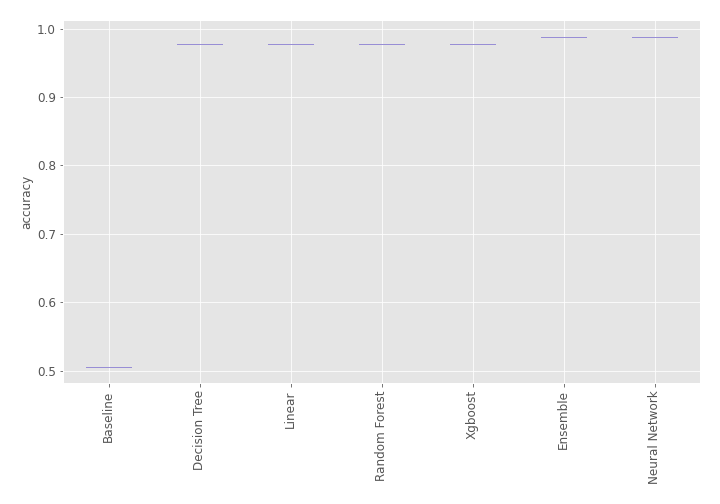 accuracy
1.0
0.9
0.8
0.7
0.6
0.5
Baseline
Decision Tree
Linear
Random Forest
Xgboost
Ensemble
Neural Network